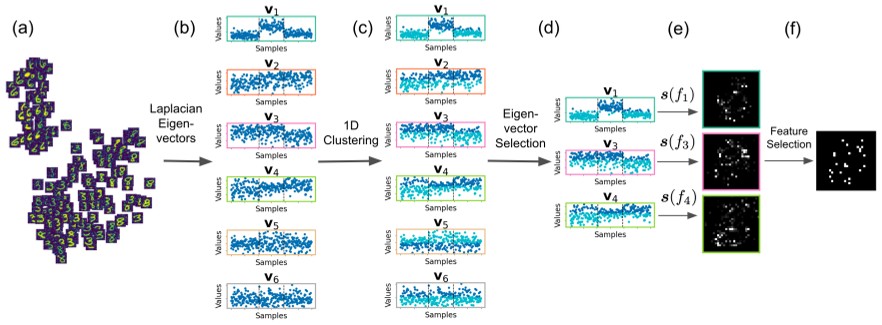 (a)
(b)
(c)
(d)
(e)
(f)
Laplacian
Eigen-
vectors
v1
Values
Samples
v2
Values
Samples
v3
Values
Samples
v4
Values
Samples
v5
Values
Samples
v6
Values
Samples
1D
Clustering
v1
Values
Samples
v2
Values
Samples
v3
Values
Samples
v4
Values
Samples
v5
Values
Samples
v6
Values
Samples
Eigen-
vector
Selection
v1
Values
Samples
v3
Values
Samples
v4
Values
Samples
s(f1)
s(f3)
s(f4)
Feature
Selection